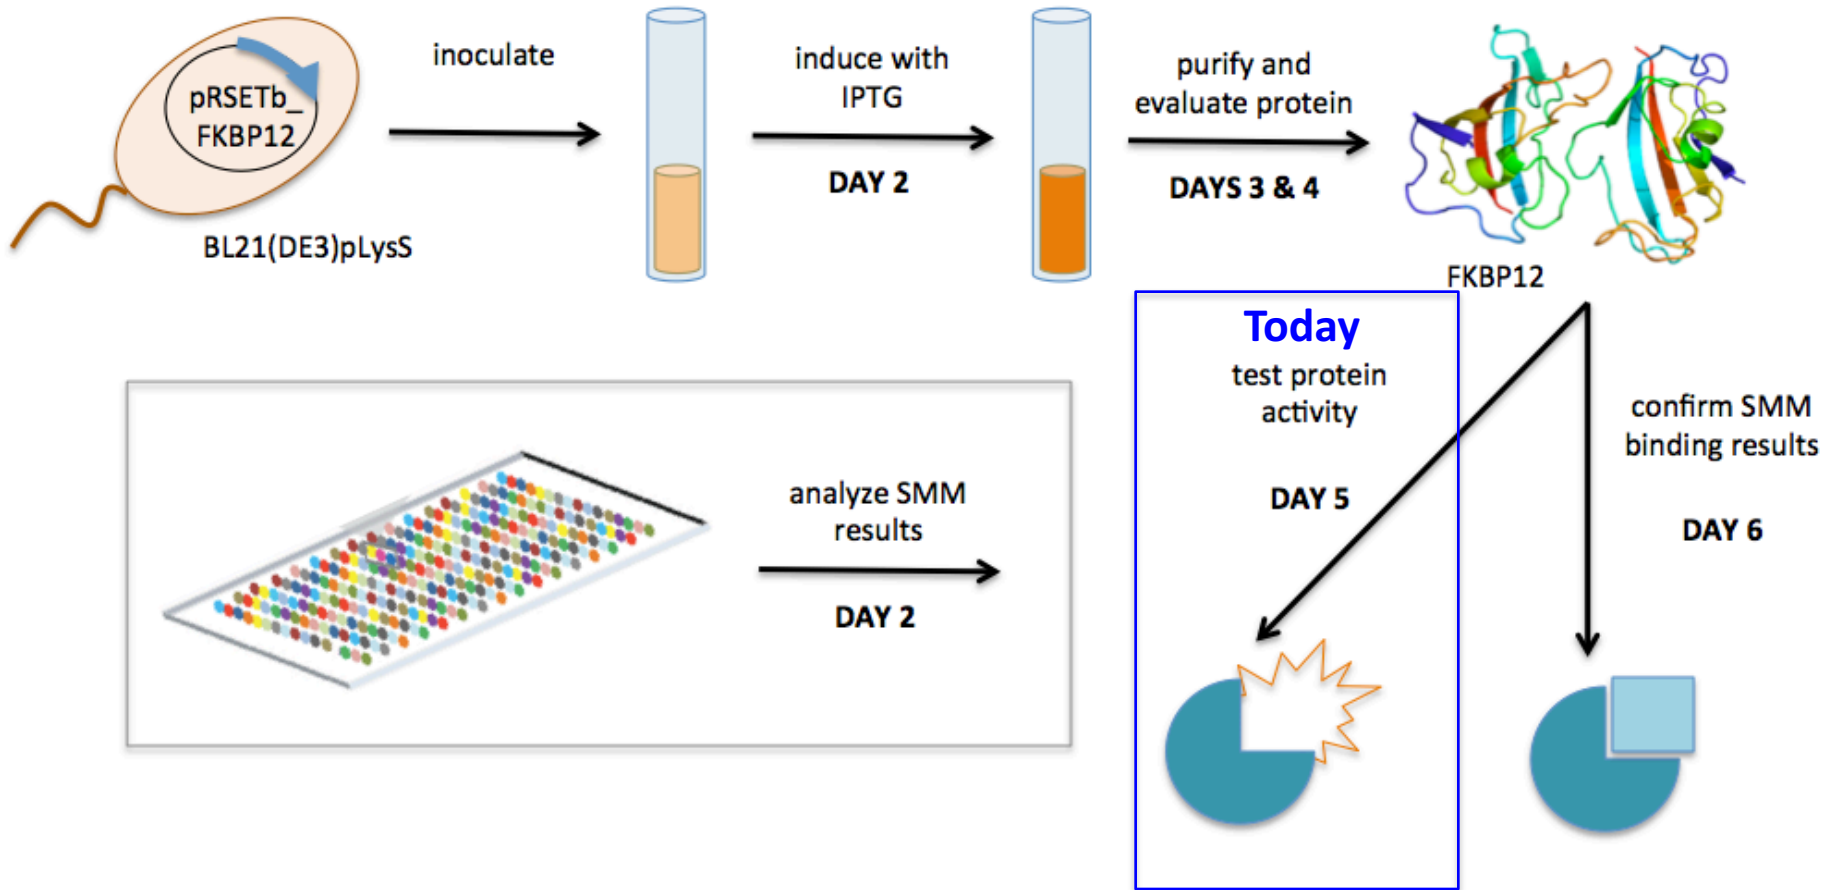 pRSETb_
FKBP12
BL21(DE3)pLysS
inoculate
induce with
IPTG
DAY 2
purify and
evaluate protein
DAYS 3 & 4
FKBP12
analyze SMM
results
DAY 2
Today
test protein
activity
DAY 5
confirm SMM
binding results
DAY 6